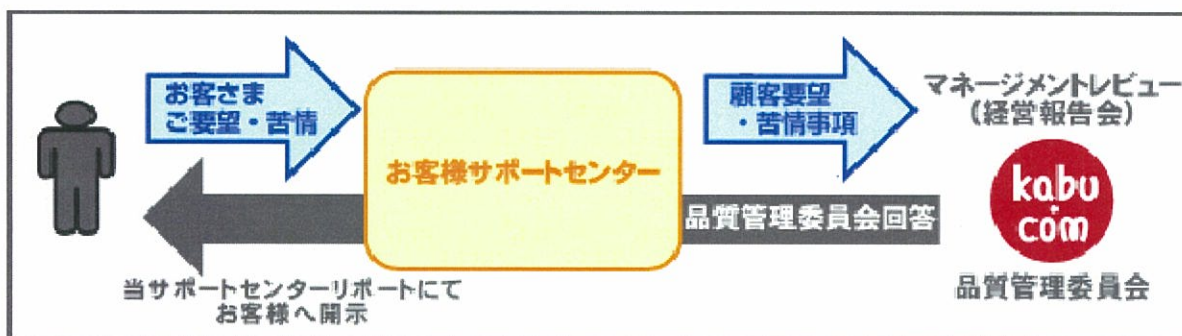 お客さま
ご要望・苦情
お客様サポートセンター
顧客要望
・苦情事項
マネージメントレビュー
(経営報告会)
kabu
.com
品質管理委員会
品質管理委員会回答
当サポートセンターリポートにて
お客様へ開示